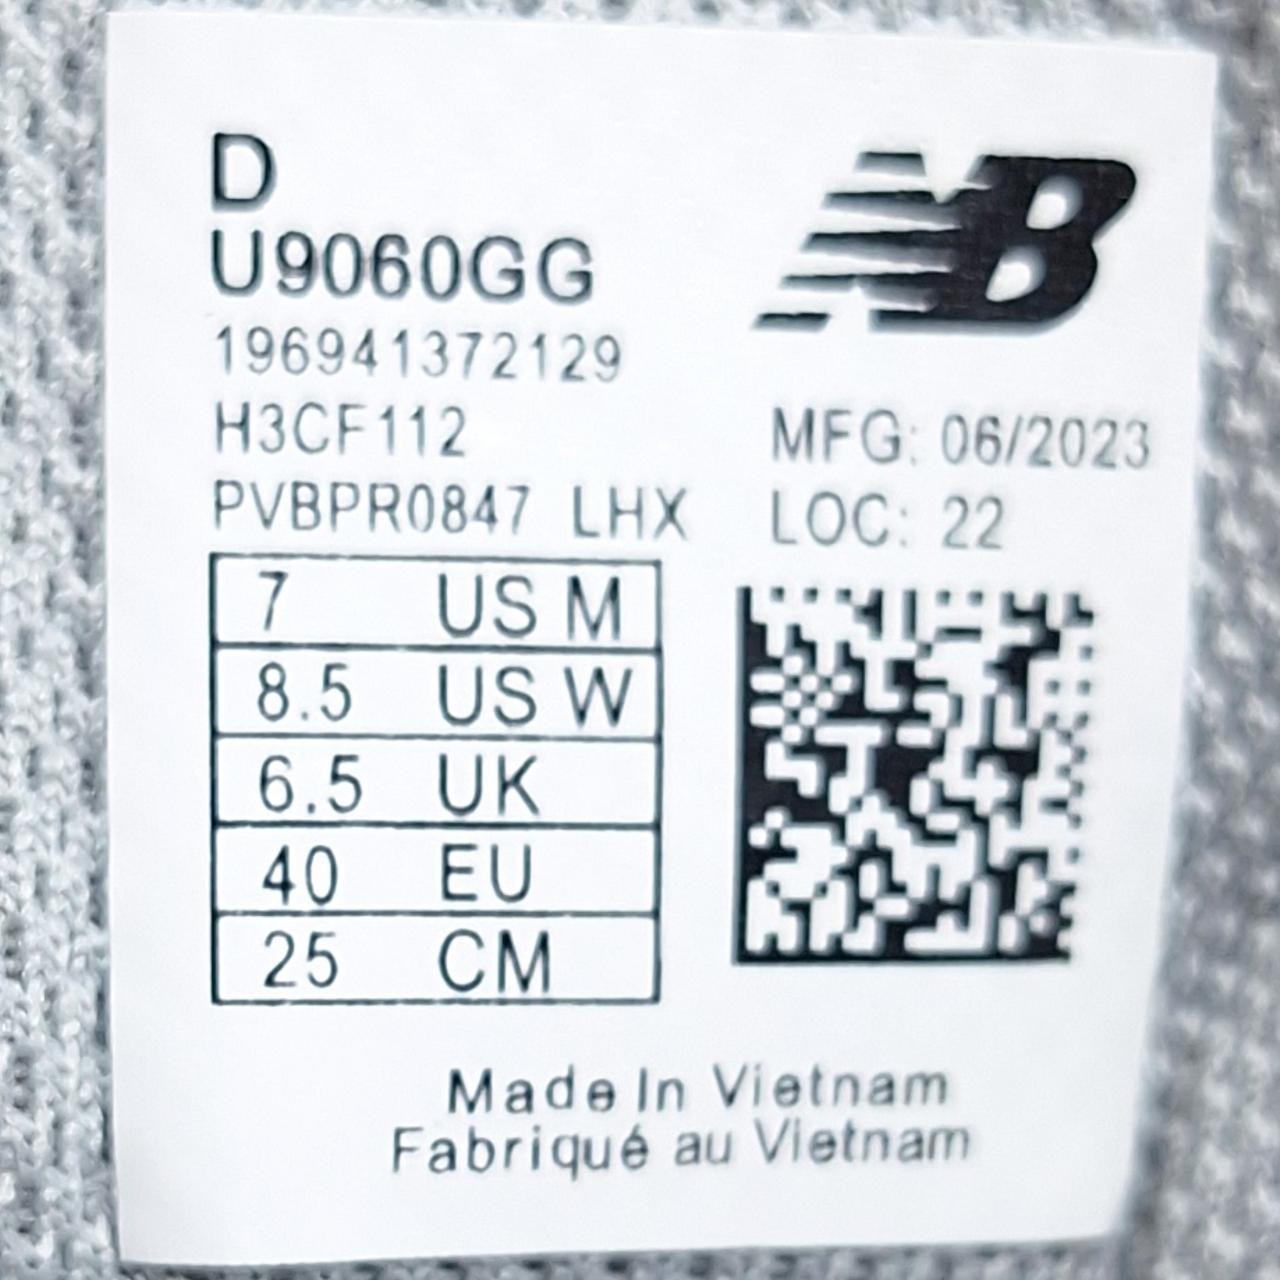 D
U9060GG
NB
196941372129
H3CF112
MFG: 06/2023
PVBPR0847 LHX
LOC: 22
7 US M
8.5 US W
6.5 UK
40 EU
25 CM
Made In Vietnam
Fabriqué au Vietnam